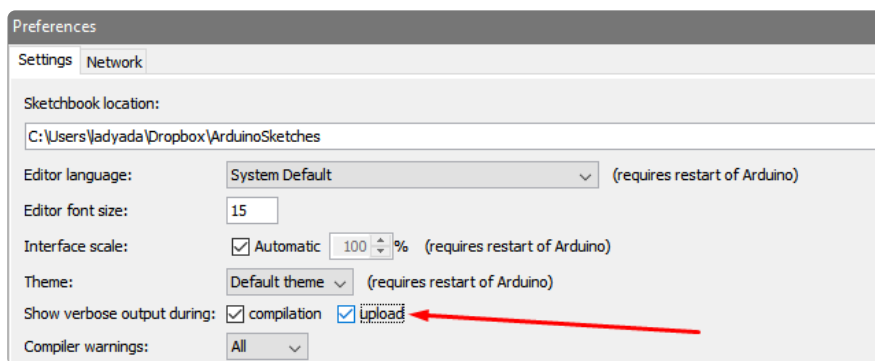 Preferences
Settings Network
Sketchbook location:
C:\Users\ladyada\Dropbox\ArduinoSketches
Editor language: System Default (requires restart of Arduino)
Editor font size: 15
Interface scale: Automatic 100 % (requires restart of Arduino)
Theme: Default theme (requires restart of Arduino)
Show verbose output during: compilation upload
Compiler warnings: All